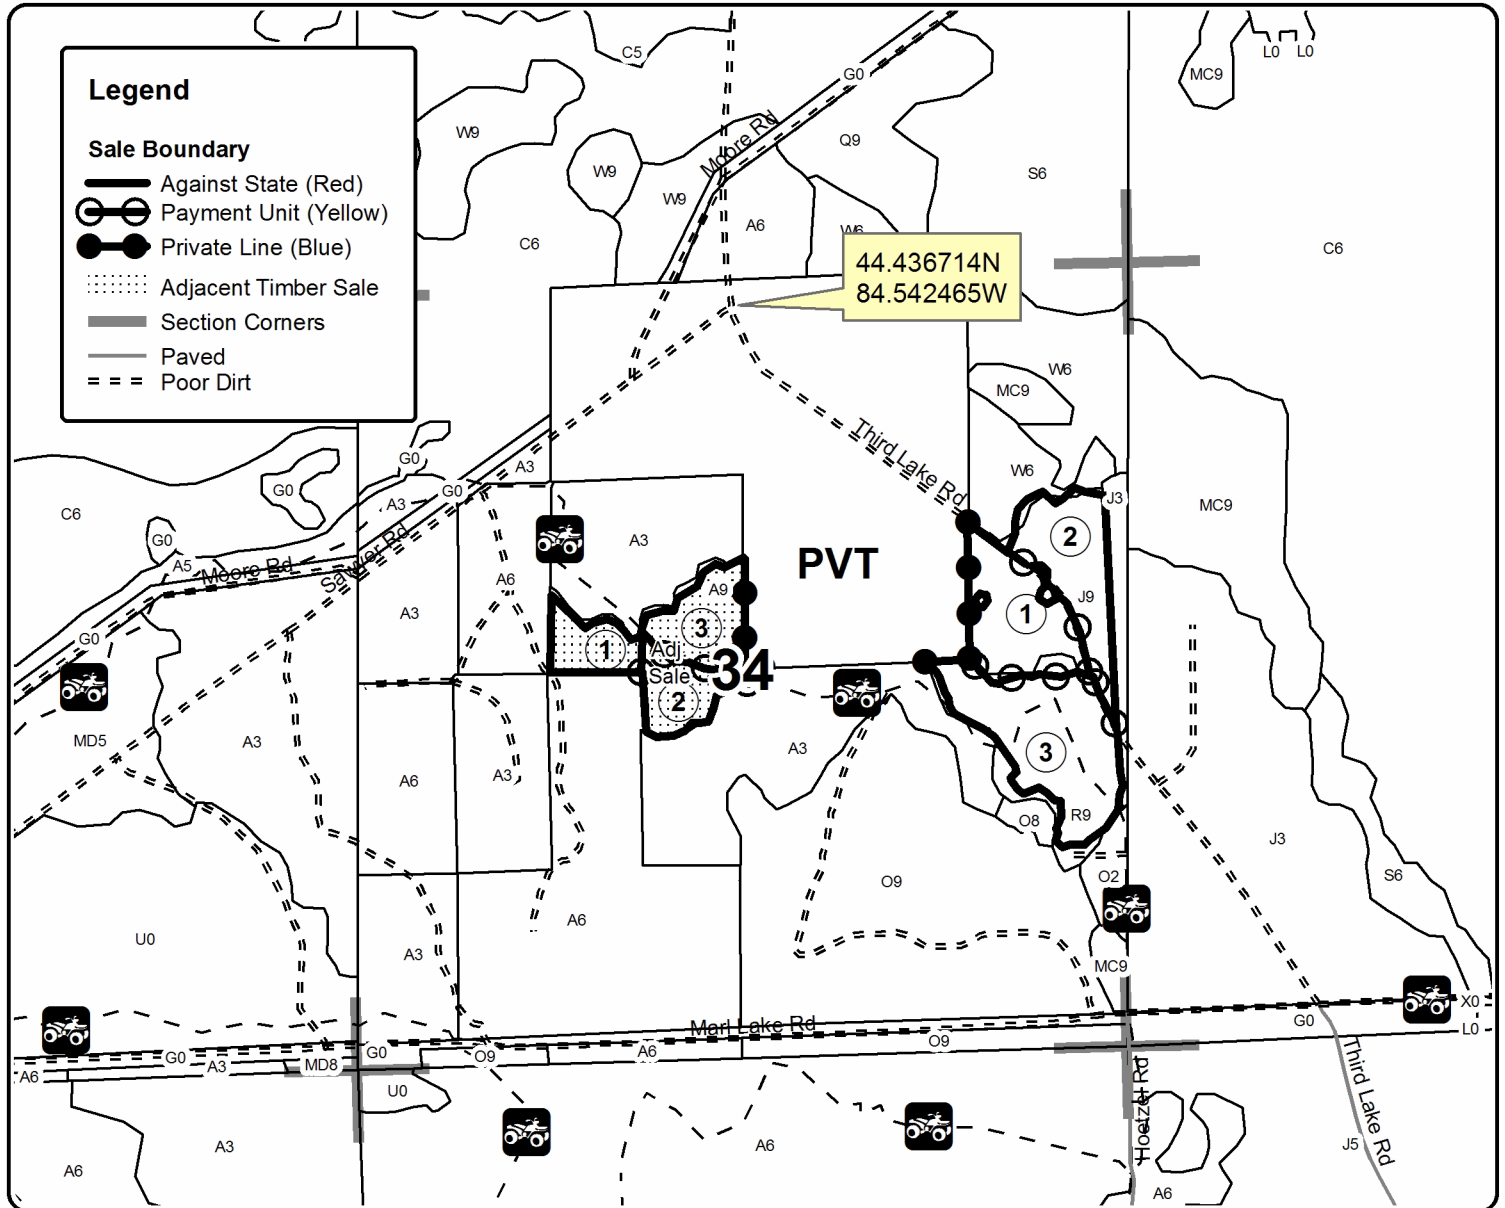 Legend
Sale Boundary
Against State (Red)
Payment Unit (Yellow)
Private Line (Blue)
Adjacent Timber Sale
Section Corners
Paved
Poor Dirt
C5
G0
L0
L0
MC9
W9
W9
W9
Moore Rd
Q9
S6
A6
W6
C6
C6
44.436714N
84.542465W
W6
MC9
Third Lake Rd
W6
G0
A3
G0
G0
A3
J3
MC9
C6
G0
A3
2
PVT
A5
Moore Rd
Sawyer Rd
A6
A9
J9
A3
1
3
1
G0
Adj
Sale
34
2
MD5
A3
A3
3
A6
A3
R9
O8
J3
O9
O2
S6
A6
U0
A3
MC9
X0
G0
L0
Marl Lake Rd
G0
G0
O9
A6
O9
A6
A3
MD8
U0
Hoetzel Rd
Third Lake Rd
A3
A6
A6
J5
A6